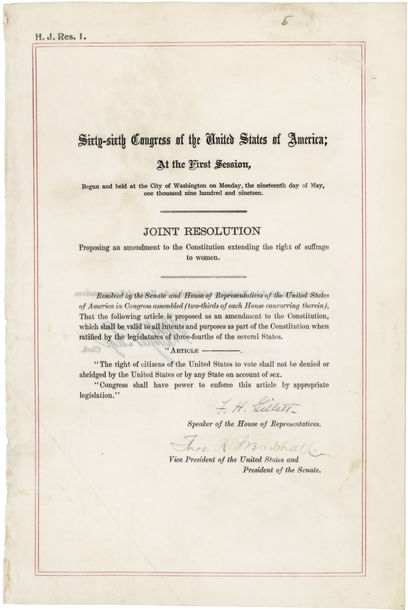 5
H. J. Res. 1.
Sixty-sixth Congress of the United States of America;
At the First Session,
Begun and held at the City of Washington on Monday, the nineteenth day of May,
one thousand nine hundred and nineteen.
JOINT RESOLUTION
Proposing an amendment to the Constitution extending the right of suffrage
to women.
Resolved by the Senate and House of Representatives of the United States
of America in Congress assembled (two-thirds of each House concurring therein),
That the following article is proposed as an amendment to the Constitution,
which shall be valid to all intents and purposes as part of the Constitution when
ratified by the legislatures of three-fourths of the several States.
"ARTICLE ————.
"The right of citizens of the United States to vote shall not be denied or
abridged by the United States or by any State on account of sex.
"Congress shall have power to enforce this article by appropriate
legislation."
F. H. Gillett.
Speaker of the House of Representatives.
Thos. R. Marshall.
Vice President of the United States and
President of the Senate.